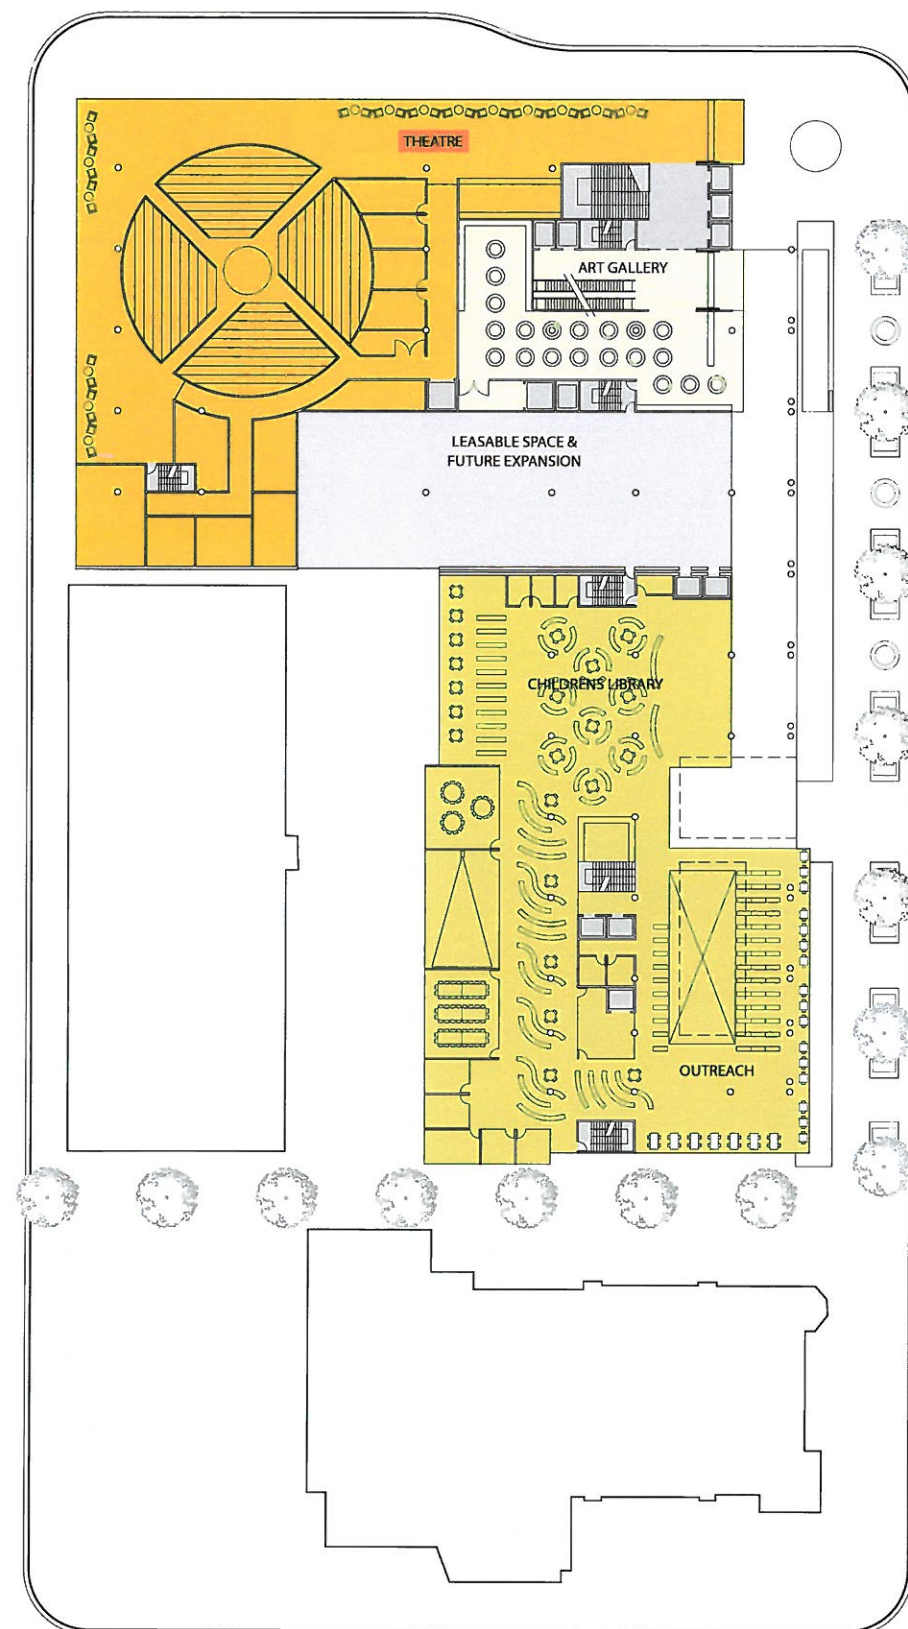 THEATRE
ART GALLERY
LEASABLE SPACE &
FUTURE EXPANSION
CHILDRENS LIBRARY
OUTREACH